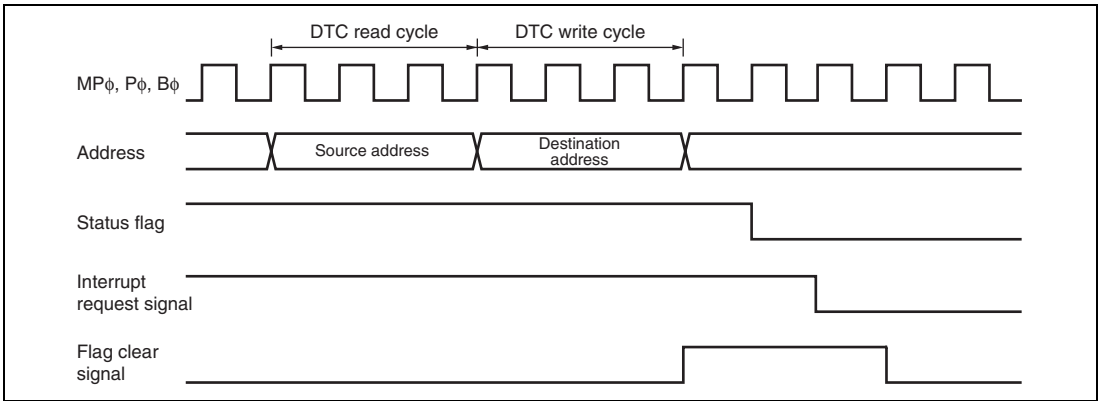 DTC read cycle
DTC write cycle
MPϕ, Pϕ, Bϕ
Address
Source address
Destination
address
Status flag
Interrupt
request signal
Flag clear
signal